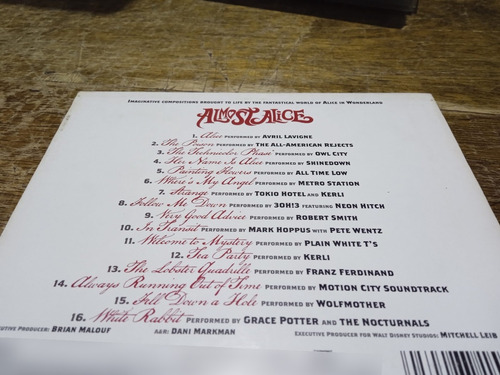 Imaginative compositions brought to life by the fantastical world of Alice in Wonderland
ALMOST ALICE
1. Alice performed by Avril Lavigne
2. The Poison performed by The All-American Rejects
3. The Technicolor Phase performed by Owl City
4. Her Name Is Alice performed by Shinedown
5. Painting Flowers performed by All Time Low
6. Where's My Angel performed by Metro Station
7. Strange performed by Tokio Hotel and Kerli
8. Follow Me Down performed by 3OH!3 featuring Neon Hitch
9. Very Good Advice performed by Robert Smith
10. In Transit performed by Mark Hoppus with Pete Wentz
11. Welcome to Mystery performed by Plain White T's
12. Tea Party performed by Kerli
13. The Lobster Quadrille performed by Franz Ferdinand
14. Always Running Out of Time performed by Motion City Soundtrack
15. Fell Down a Hole performed by Wolfmother
16. White Rabbit performed by Grace Potter and The Nocturnals
Producer: Brian Malouf A&R: Dani Markman Executive Producer for Walt Disney Studios: Mitchell Leib